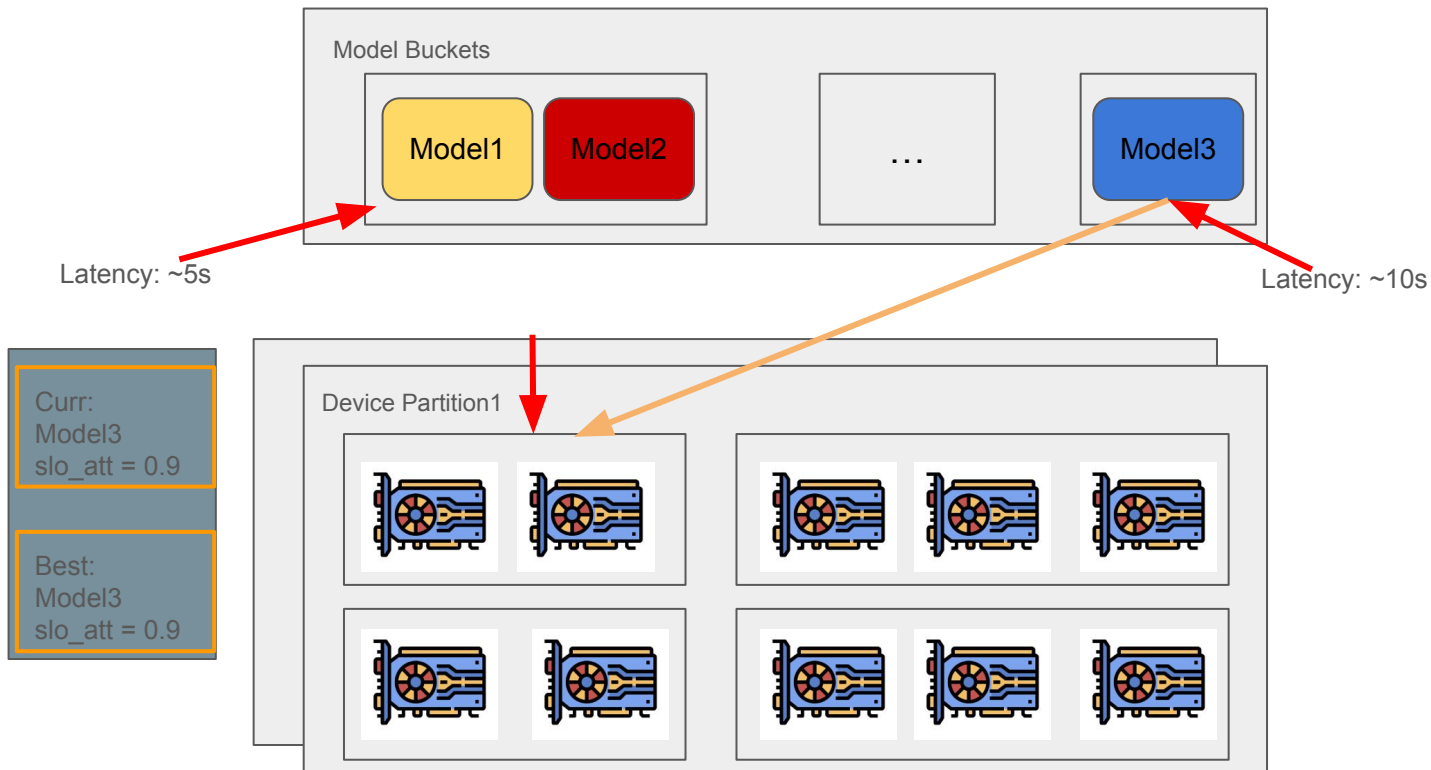 Model Buckets
Model1
Model2
...
Model3
Latency: ~5s
Latency: ~10s
Curr:
Model3
slo_att = 0.9
Best:
Model3
slo_att = 0.9
Device Partition1